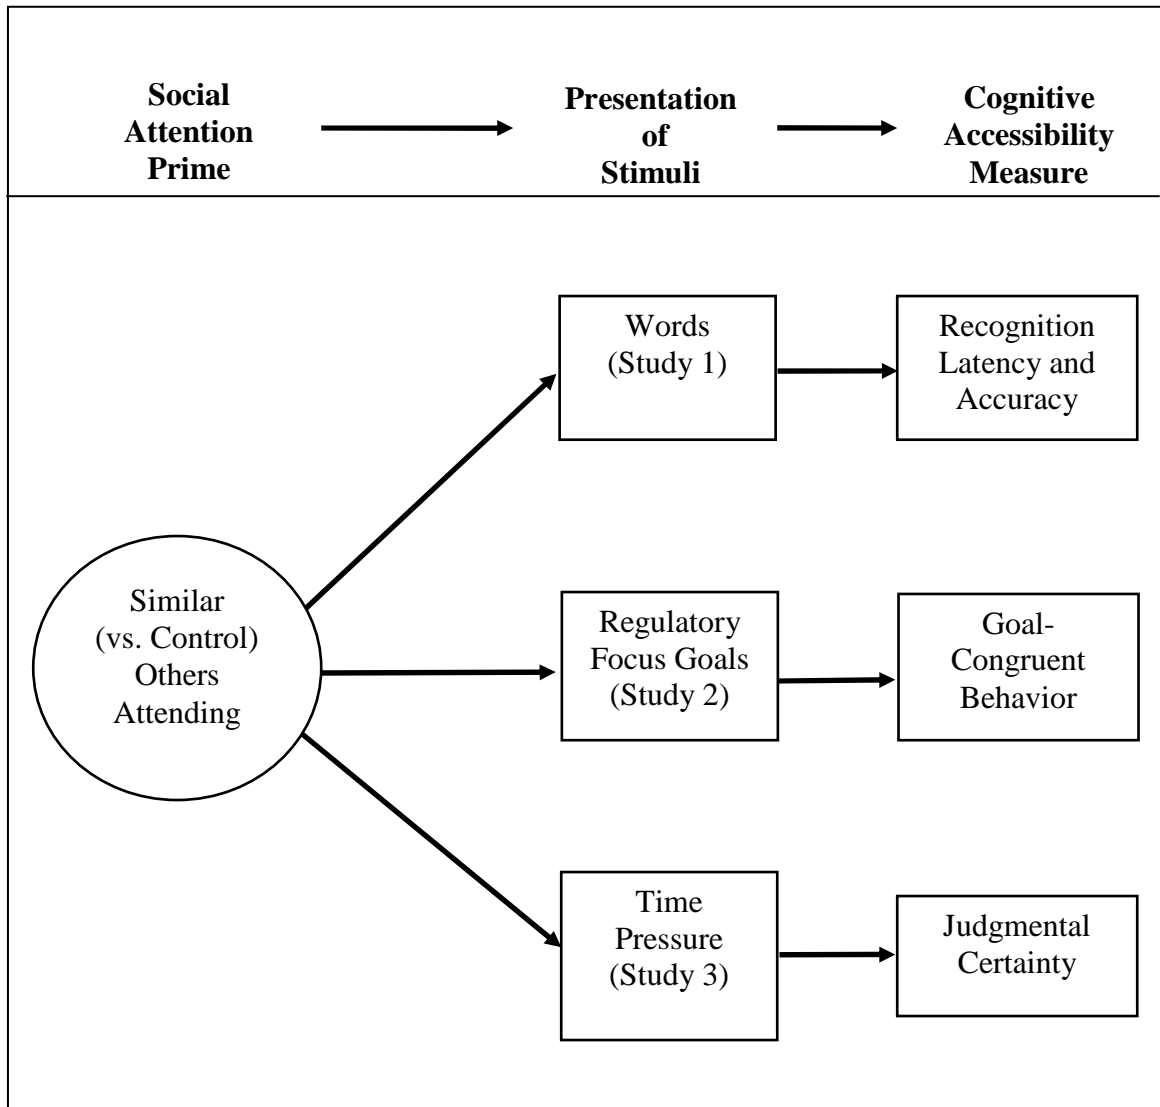 Social
Attention
Prime
Presentation
of
Stimuli
Cognitive
Accessibility
Measure
Similar
(vs. Control)
Others
Attending
Words
(Study 1)
Recognition
Latency and
Accuracy
Regulatory
Focus Goals
(Study 2)
Goal-
Congruent
Behavior
Time
Pressure
(Study 3)
Judgmental
Certainty